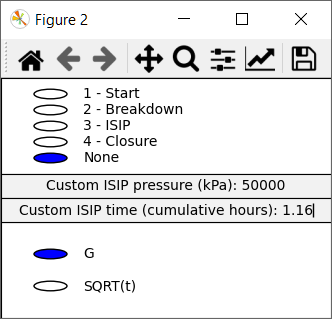 Figure 2
1 - Start
2 - Breakdown
3 - ISIP
4 - Closure
None
Custom ISIP pressure (kPa): 50000
Custom ISIP time (cumulative hours): 1.16
G
SQRT(t)